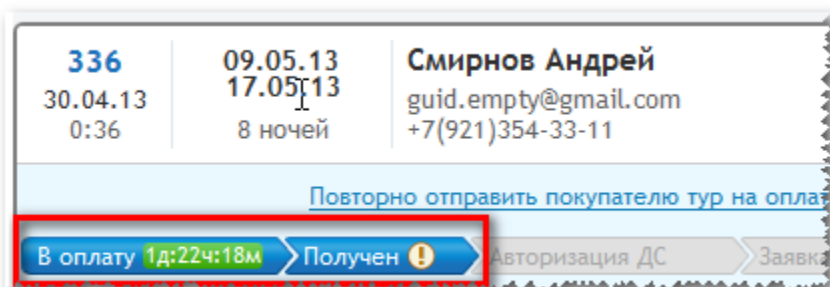 336
30.04.13
0:36
09.05.13
17.05.13
8 ночей
Смирнов Андрей
guid.empty@gmail.com
+7(921)354-33-11
Повторно отправить покупателю тур на оплат
В оплату 1д:22ч:18м Получен ! Авторизация ДС Заявка